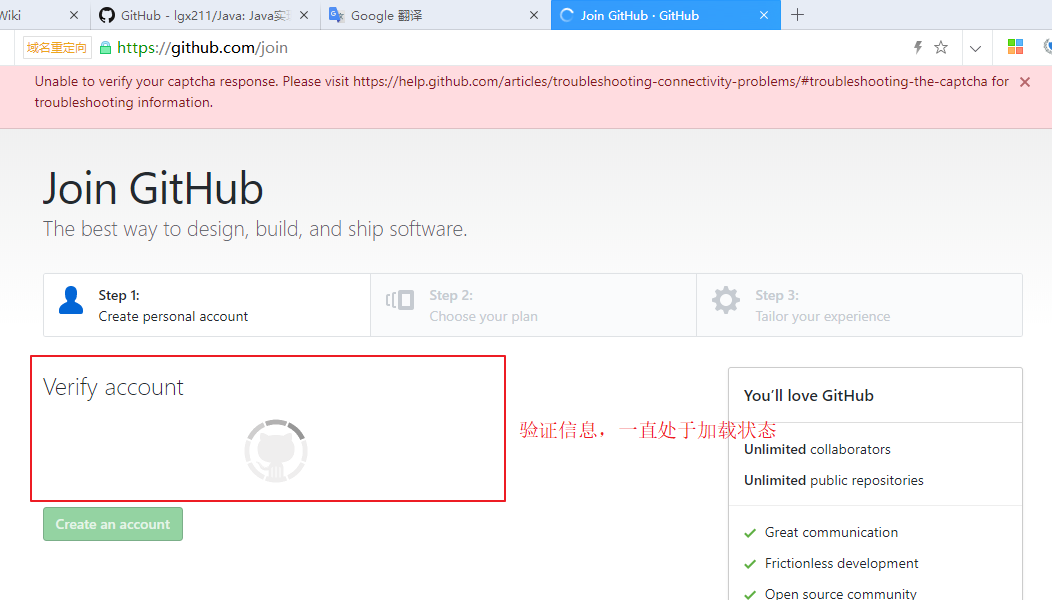 Wiki
GitHub - lgx211/Java: Java实现
Google 翻译
Join GitHub · GitHub
域名重定向
https://github.com/join
Unable to verify your captcha response. Please visit https://help.github.com/articles/troubleshooting-connectivity-problems/#troubleshooting-the-captcha for
troubleshooting information.
Join GitHub
The best way to design, build, and ship software.
Step 1:
Create personal account
Step 2:
Choose your plan
Step 3:
Tailor your experience
Verify account
验证信息，一直处于加载状态
Create an account
You'll love GitHub
Unlimited collaborators
Unlimited public repositories
Great communication
Frictionless development
Open source community